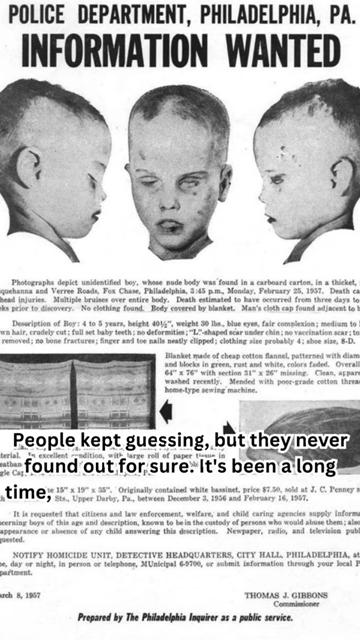 POLICE DEPARTMENT, PHILADELPHIA, PA.
INFORMATION WANTED
Photographs depict unidentified boy, whose nude body was found in a carboard carton, in a thicket,
quehanna and Verree Roads, Fox Chase, Philadelphia, 3:45 p.m., Monday, February 25, 1957. Death ca
head injuries. Multiple bruises over entire body. Death estimated to have occurred from three days to
ks prior to discovery. No clothing found. Body covered by blanket. Man's cloth cap found adjacent to b
Description of Boy: 4 to 5 years, height 40½", weight 30 lbs., blue eyes, fair complexion; medium to
wn hair, crudely cut; full set baby teeth; no deformities; "L"-shaped scar under chin; no vaccination scar; to
removed; no bone fractures; finger and toe nails neatly clipped; clothing size probably 4; shoe size, 8-D.
Blanket made of cheap cotton flannel, patterned with diam
and blocks in green, rust and white, colors faded. Overall
64" x 76" with section 31" x 26" missing. Clean, appare
washed recently. Mended with poor-grade cotton threa
home-type sewing machine.
People kept guessing, but they never
found out for sure. It's been a long
time,
terial. In excellent condition, with large roll of paper tissue in
15" x 19" x 35". Originally contained white bassinet, price $7.50, sold at J. C. Penney s
Sts., Upper Darby, Pa., between December 3, 1956 and February 16, 1957.
It is requested that citizens and law enforcement, welfare, and child caring agencies supply informa
cerning boys of this age and description, known to be in the custody of persons who would abuse them; also
appearance or absence of any child answering this description. Newspaper, radio, and television publ
quested.
NOTIFY HOMICIDE UNIT, DETECTIVE HEADQUARTERS, CITY HALL, PHILADELPHIA, at
e, day or night, in person or telephone, MUnicipal 6-9700, or submit information through your local P
partment.
arch 8, 1957
THOMAS J. GIBBONS
Commissioner
Prepared by The Philadelphia Inquirer as a public service.